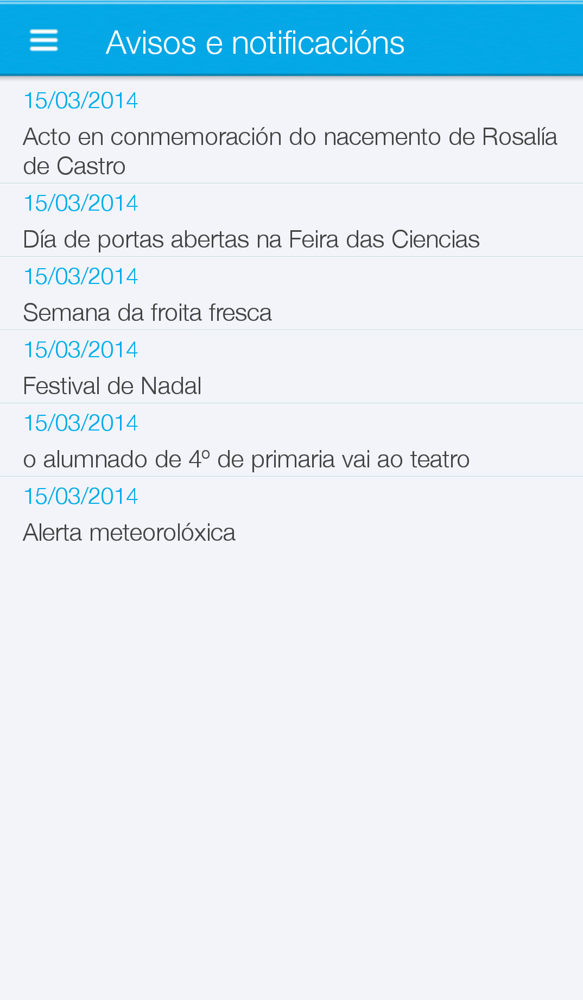 Avisos e notificacións
15/03/2014
Acto en conmemoración do nacemento de Rosalía
de Castro
15/03/2014
Día de portas abertas na Feira das Ciencias
15/03/2014
Semana da froita fresca
15/03/2014
Festival de Nadal
15/03/2014
o alumnado de 4º de primaria vai ao teatro
15/03/2014
Alerta meteorolóxica